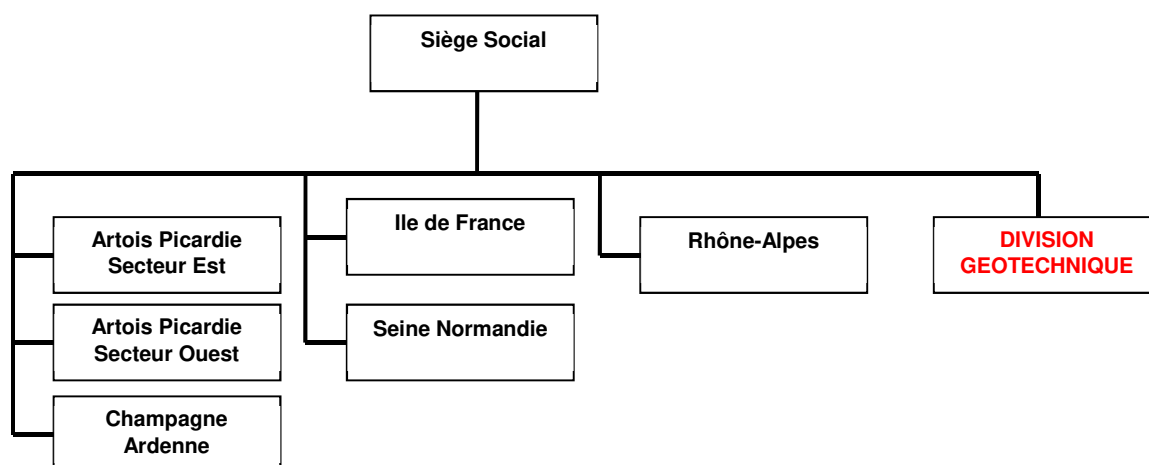 Siège Social
Artois Picardie
Secteur Est
Artois Picardie
Secteur Ouest
Champagne
Ardenne
Ile de France
Seine Normandie
Rhône-Alpes
DIVISION
GEOTECHNIQUE